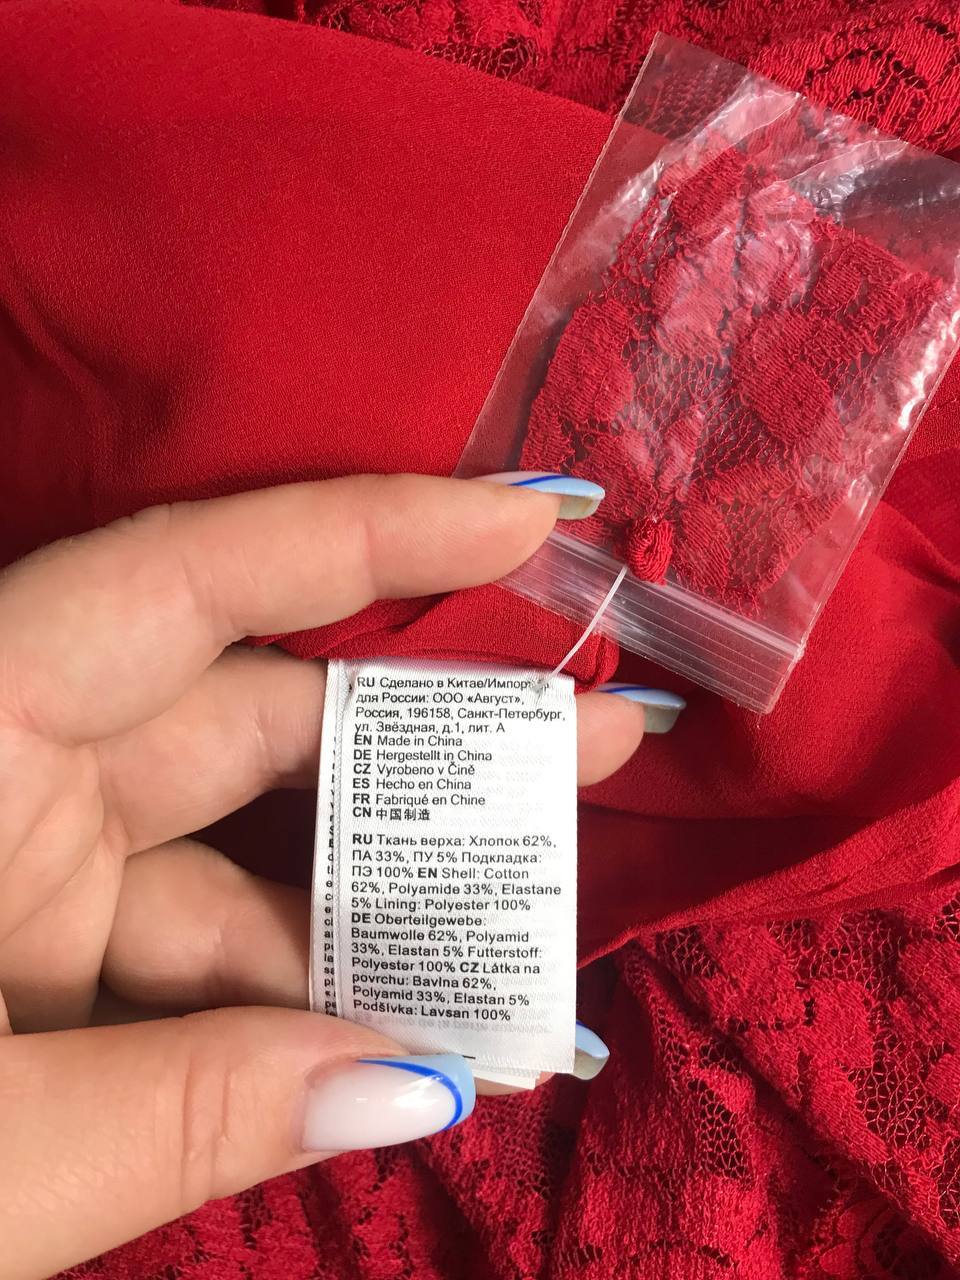 RU Сделано в Китае/Импортёр
для России: ООО «Август»,
Россия, 196158, Санкт-Петербург,
ул. Звёздная, д.1, лит. А
EN Made in China
DE Hergestellt in China
CZ Vyrobeno v Čině
ES Hecho en China
FR Fabriqué en Chine
CN 中国制造
RU Ткань верха: Хлопок 62%,
ПА 33%, ПУ 5% Подкладка:
ПЭ 100% EN Shell: Cotton
62%, Polyamide 33%, Elastane
5% Lining: Polyester 100%
DE Oberteilgewebe:
Baumwolle 62%, Polyamid
33%, Elastan 5% Futterstoff:
Polyester 100% CZ Látka na
povrchu: Bavlna 62%,
Polyamid 33%, Elastan 5%
Podšívka: Lavsan 100%